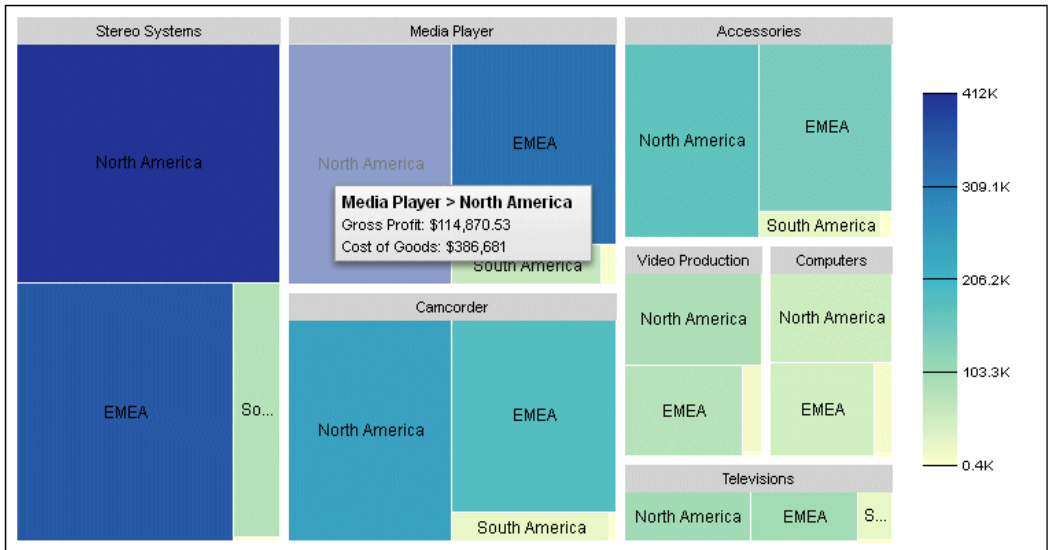 Stereo Systems
North America
EMEA
So...
Media Player
North America
EMEA
South America
Media Player > North America
Gross Profit: $114,870.53
Cost of Goods: $386,681
Camcorder
North America
EMEA
South America
Accessories
North America
EMEA
South America
Video Production
North America
EMEA
Computers
North America
EMEA
Televisions
North America
EMEA
S...
412K
309.1K
206.2K
103.3K
0.4K